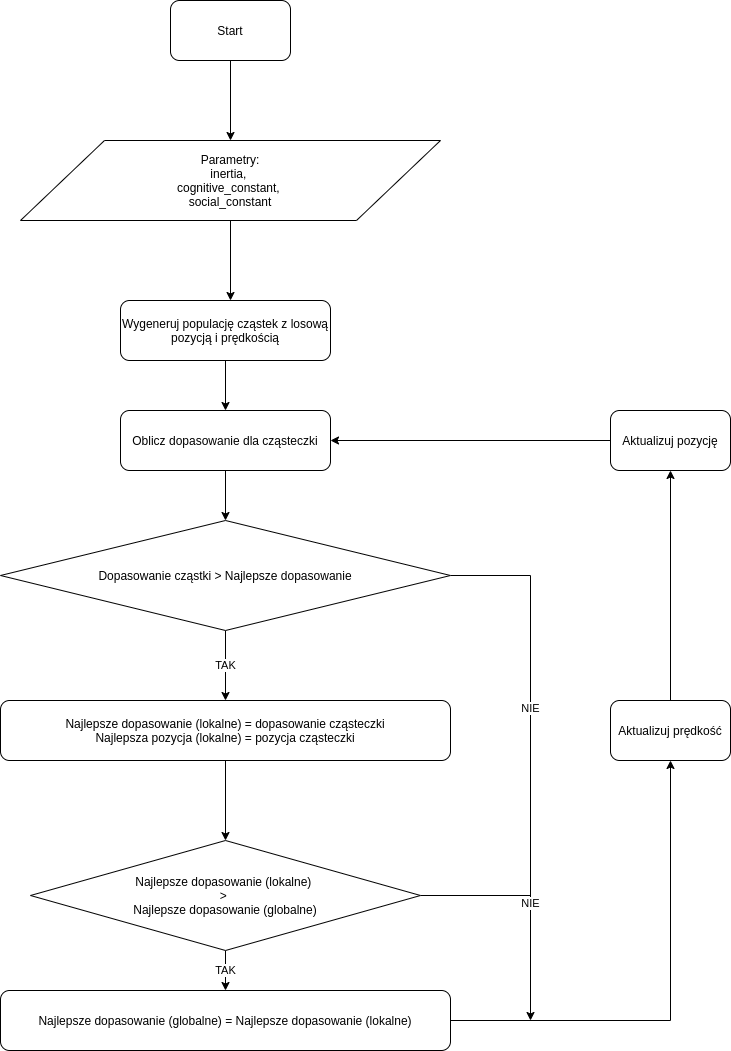 Start
Parametry:
inertia,
cognitive_constant,
social_constant
Wygeneruj populację cząstek z losową
pozycją i prędkością
Oblicz dopasowanie dla cząsteczki
Aktualizuj pozycję
Dopasowanie cząstki > Najlepsze dopasowanie
TAK
NIE
Najlepsze dopasowanie (lokalne) = dopasowanie cząsteczki
Najlepsza pozycja (lokalne) = pozycja cząsteczki
Aktualizuj prędkość
Najlepsze dopasowanie (lokalne)
>
Najlepsze dopasowanie (globalne)
NIE
TAK
Najlepsze dopasowanie (globalne) = Najlepsze dopasowanie (lokalne)